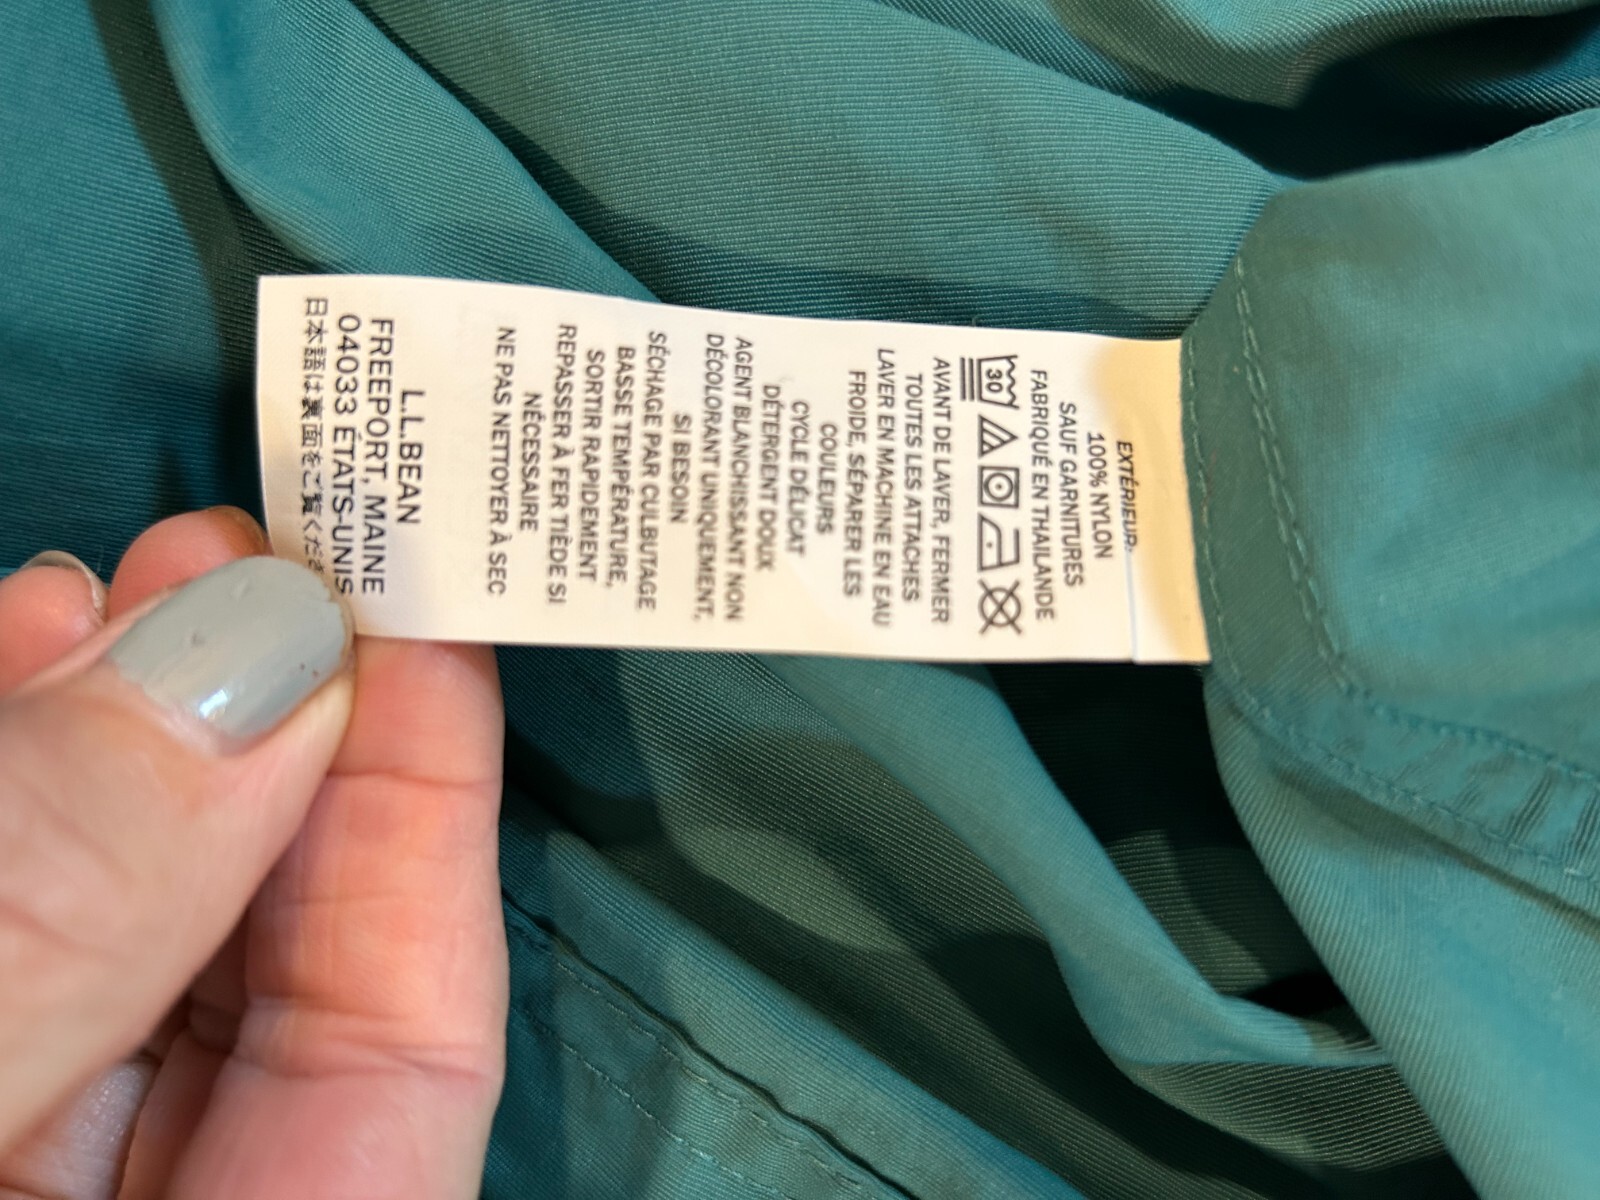 EXTÉRIEUR:
100% NYLON
SAUF GARNITURES
FABRIQUÉ EN THAILANDE
30
AVANT DE LAVER, FERMER
TOUTES LES ATTACHES
LAVER EN MACHINE EN EAU
FROIDE, SÉPARER LES
COULEURS
CYCLE DÉLICAT
DÉTERGENT DOUX
AGENT BLANCHISSANT NON
DÉCOLORANT UNIQUEMENT,
SI BESOIN
SÉCHAGE PAR CULBUTAGE
BASSE TEMPÉRATURE,
SORTIR RAPIDEMENT
REPASSER À FER TIÈDE SI
NÉCESSAIRE
NE PAS NETTOYER À SEC
L.L.BEAN
FREEPORT, MAINE
04033 ÉTATS-UNIS
日本語は裏面をご覧くださ